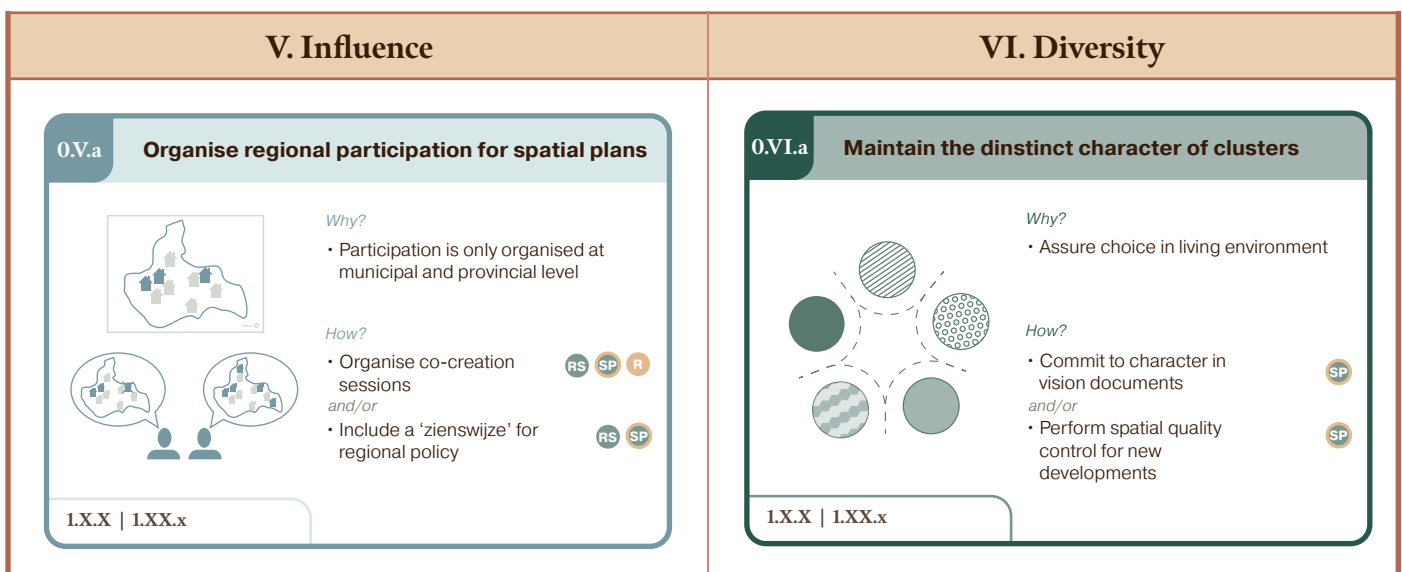 V. Influence
VI. Diversity
0.V.a
Organise regional participation for spatial plans
Why?
• Participation is only organised at
municipal and provincial level
How?
• Organise co-creation
sessions
RS SP R
and/or
• Include a ‘zienswijze’ for
regional policy
RS SP
1.X.X | 1.XX.x
0.VI.a
Maintain the dinstinct character of clusters
Why?
• Assure choice in living environment
How?
• Commit to character in
vision documents
SP
and/or
• Perform spatial quality
control for new
developments
SP
1.X.X | 1.XX.x